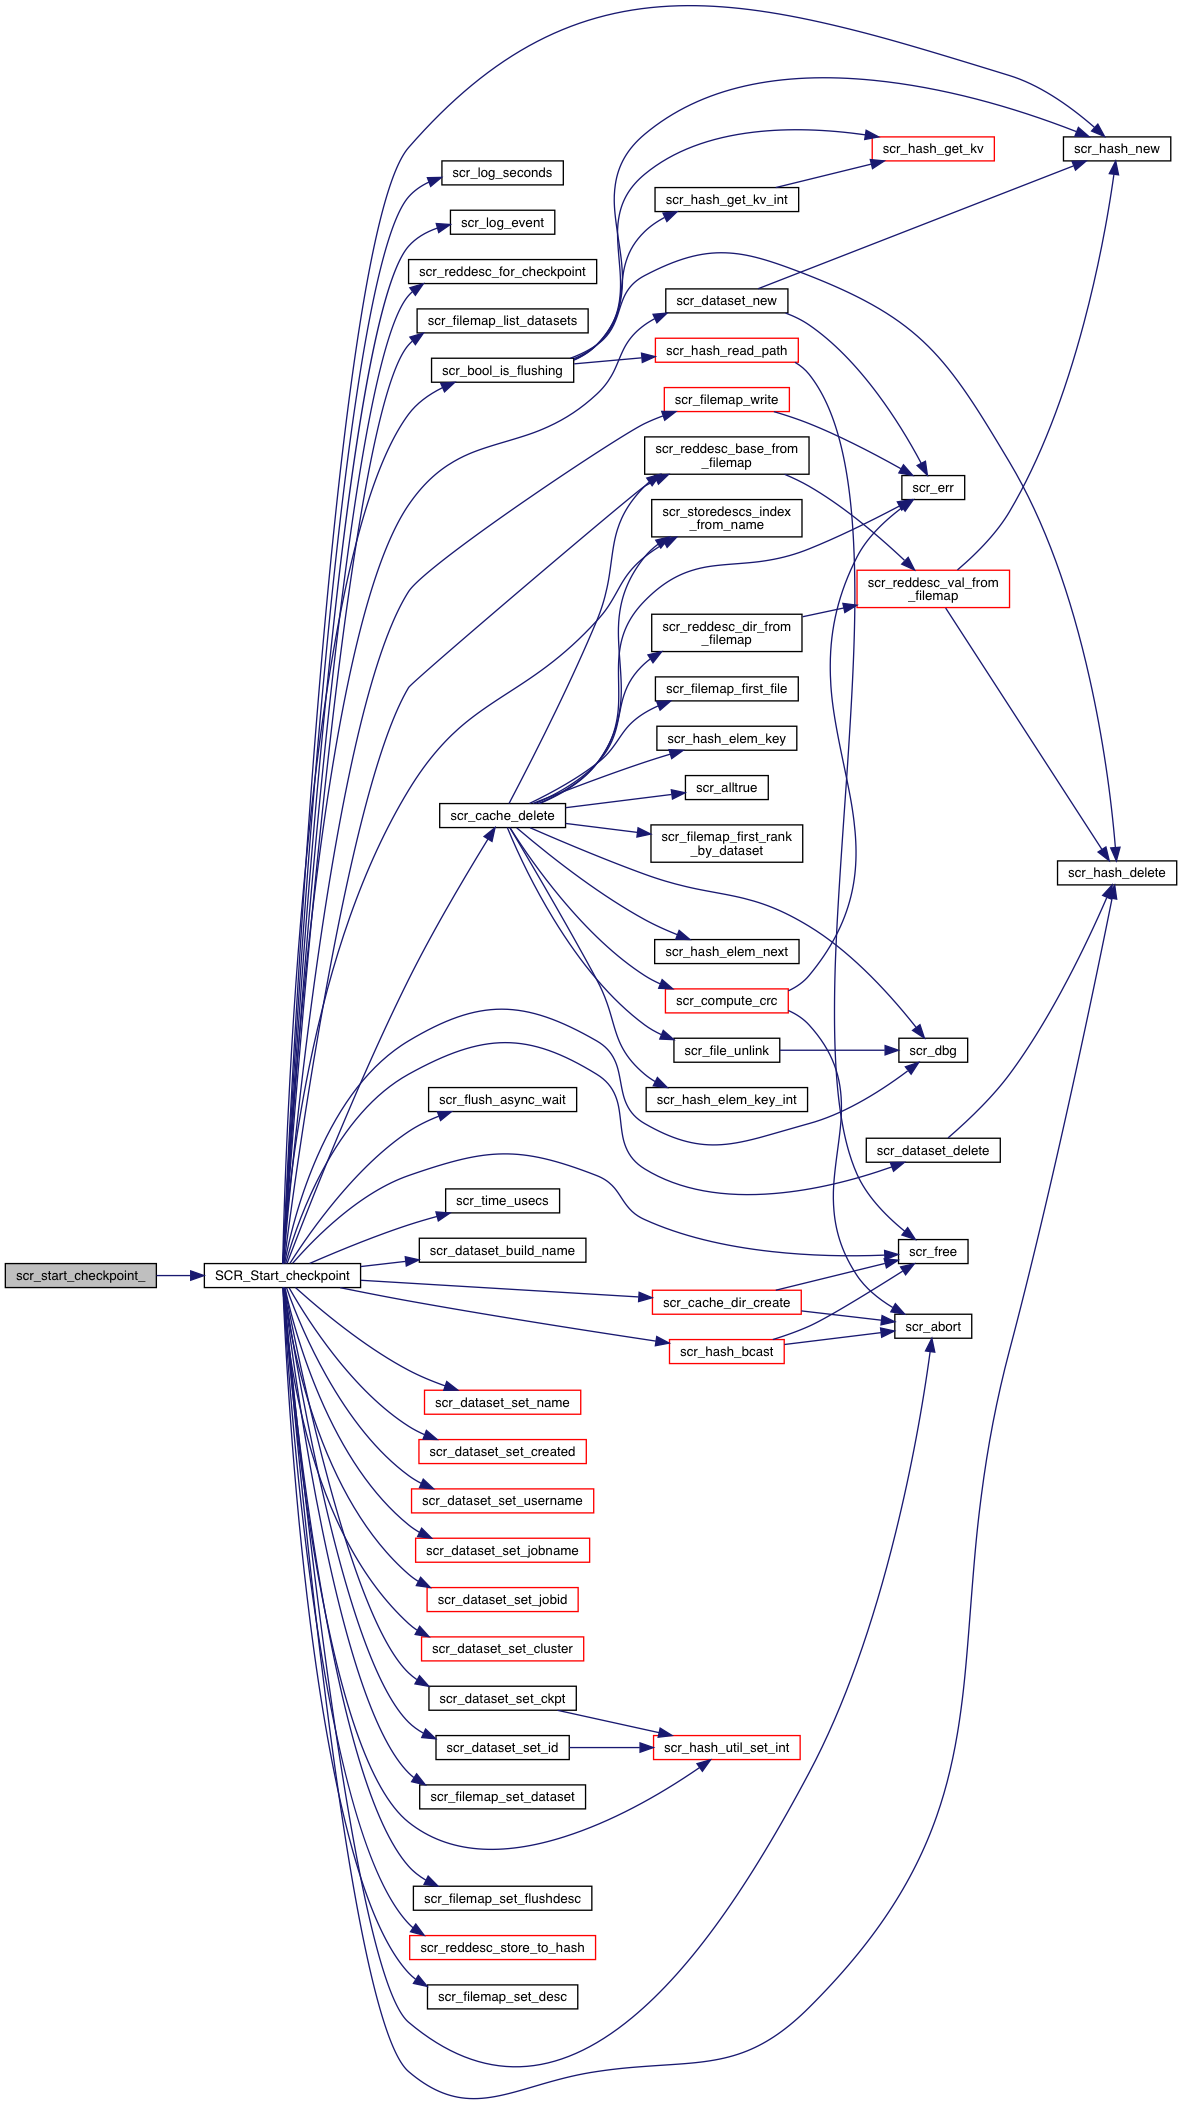 scr_hash_get_kv
scr_hash_new
scr_log_seconds
scr_hash_get_kv_int
scr_log_event
scr_reddesc_for_checkpoint
scr_dataset_new
scr_filemap_list_datasets
scr_hash_read_path
scr_bool_is_flushing
scr_filemap_write
scr_reddesc_base_from
_filemap
scr_err
scr_storedescs_index
_from_name
scr_reddesc_val_from
_filemap
scr_reddesc_dir_from
_filemap
scr_filemap_first_file
scr_hash_elem_key
scr_alltrue
scr_cache_delete
scr_filemap_first_rank
_by_dataset
scr_hash_delete
scr_hash_elem_next
scr_compute_crc
scr_file_unlink
scr_dbg
scr_flush_async_wait
scr_hash_elem_key_int
scr_dataset_delete
scr_time_usecs
scr_dataset_build_name
scr_free
scr_start_checkpoint_
SCR_Start_checkpoint
scr_cache_dir_create
scr_abort
scr_hash_bcast
scr_dataset_set_name
scr_dataset_set_created
scr_dataset_set_username
scr_dataset_set_jobname
scr_dataset_set_jobid
scr_dataset_set_cluster
scr_dataset_set_ckpt
scr_dataset_set_id
scr_hash_util_set_int
scr_filemap_set_dataset
scr_filemap_set_flushdesc
scr_reddesc_store_to_hash
scr_filemap_set_desc